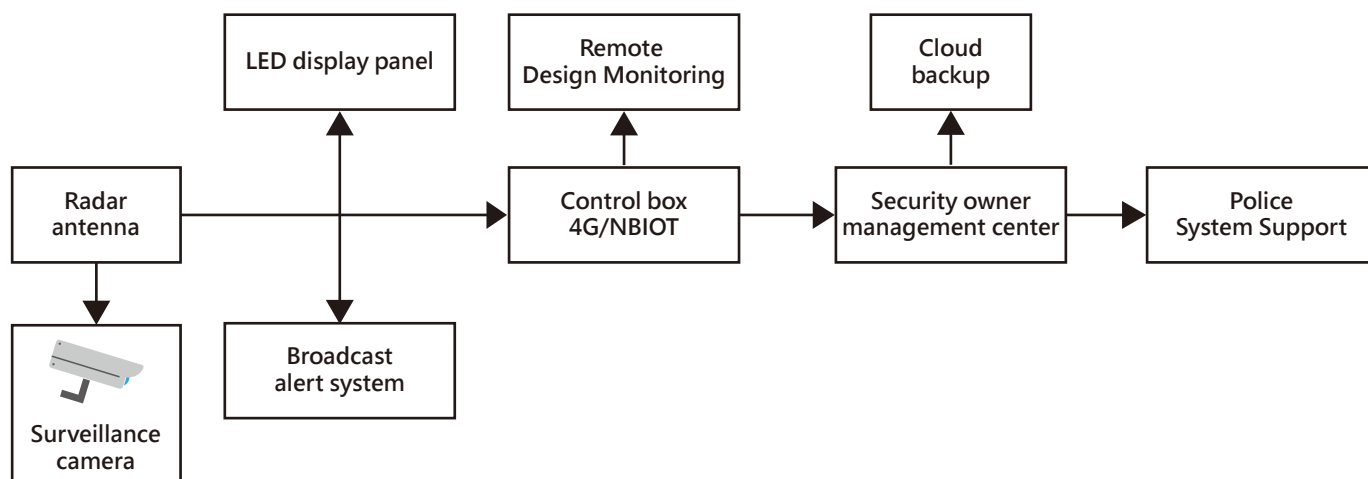 LED display panel
Remote
Design Monitoring
Cloud
backup
Radar
antenna
Control box
4G/NBIOT
Security owner
management center
Police
System Support
Broadcast
alert system
Surveillance
camera